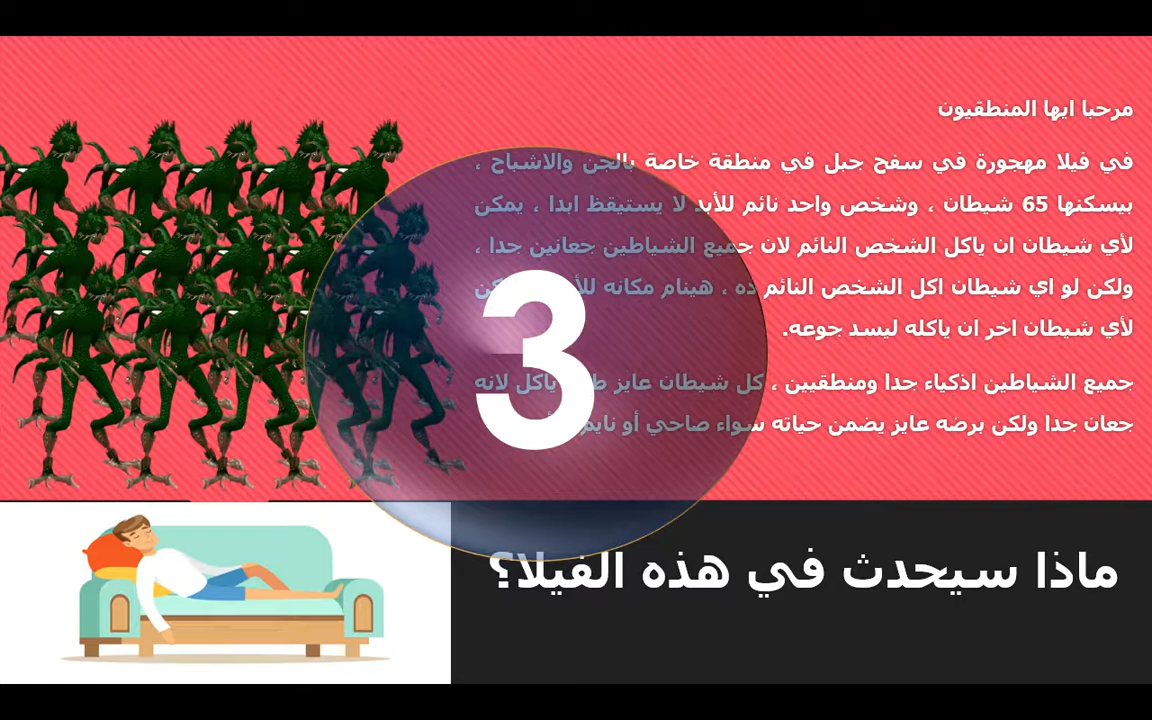 مرحبا ايها المنطقيون
في فيلا مهجورة في سفح جبل في منطقة خاصة بالجن والاشباح ،
بيسكنها 65 شيطان ، وشخص واحد نائم للأبد لا يستيقظ ابدا ، يمكن
لأي شيطان ان ياكل الشخص النائم لان جميع الشياطين جعانين جدا ،
ولكن لو اي شيطان اكل الشخص النائم ده ، هينام مكانه
لأي شيطان اخر ان ياكله ليسد جوعه.
جميع الشياطين اذكياء جدا ومنطقيين ، كل شيطان عايز ياكل لانه
جعان جدا ولكن برضه عايز يضمن حياته سواء صاحي أو نايم
3
ماذا سيحدث في هذه الفيلا؟